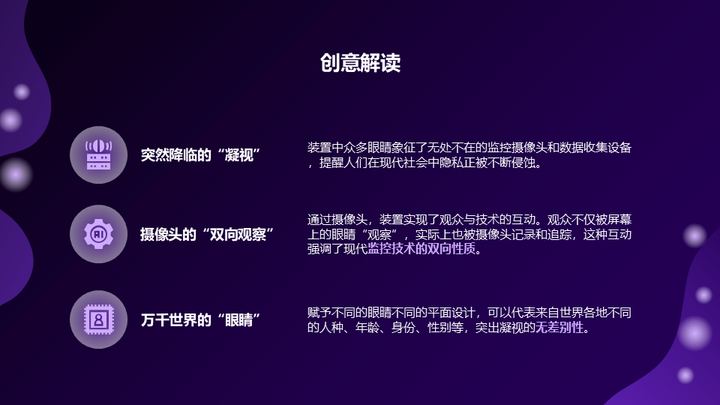 创意解读
突然降临的“凝视”
装置中众多眼睛象征了无处不在的监控摄像头和数据收集设备
，提醒人们在现代社会中隐私正被不断侵蚀。
摄像头的“双向观察”
通过摄像头，装置实现了观众与技术的互动。观众不仅被屏幕
上的眼睛“观察”，实际上也被摄像头记录和追踪，这种互动
强调了现代监控技术的双向性质。
万千世界的“眼睛”
赋予不同的眼睛不同的平面设计，可以代表来自世界各地不同
的人种、年龄、身份、性别等，突出凝视的无差别性。
AI